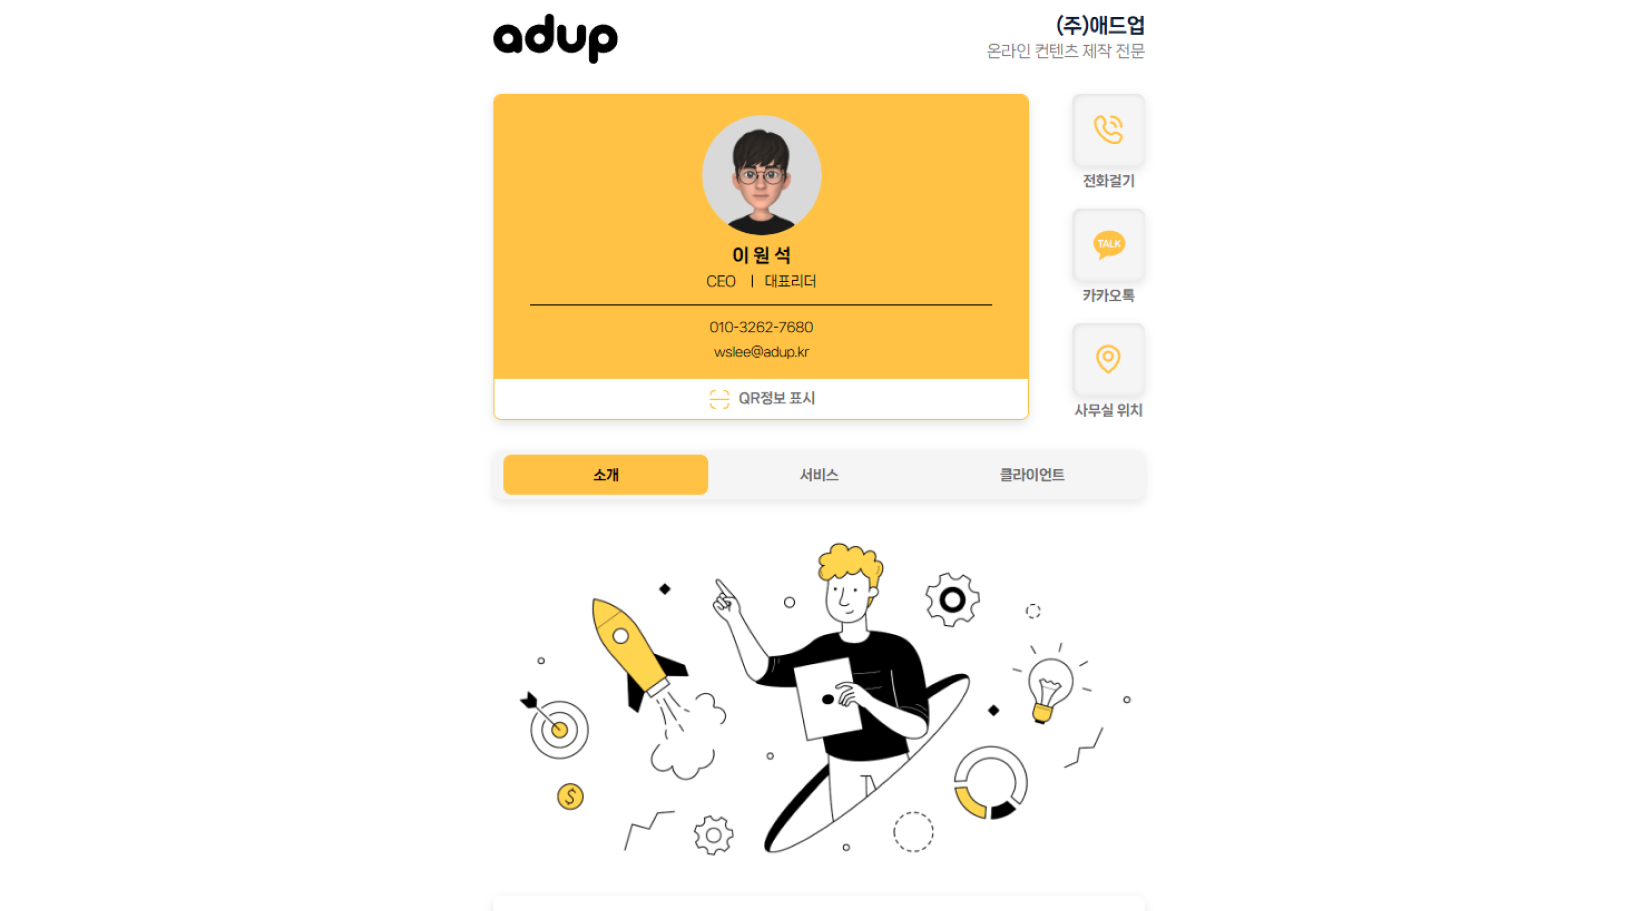 adup
(주)애드업
온라인 컨텐츠 제작 전문
이 원 석
CEO | 대표리더
010-3262-7680
wslee@adup.kr
QR정보 표시
전화걸기
TALK
카카오톡
사무실 위치
소개
서비스
클라이언트
$